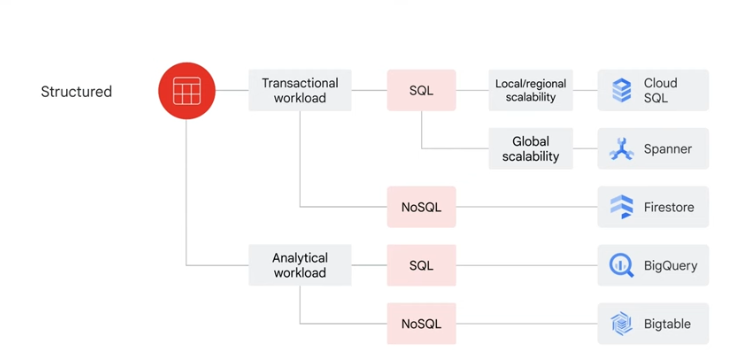 Structured
Transactional
workload
SQL
Local/regional
scalability
Cloud
SQL
Global
scalability
Spanner
NoSQL
Firestore
Analytical
workload
SQL
BigQuery
NoSQL
Bigtable